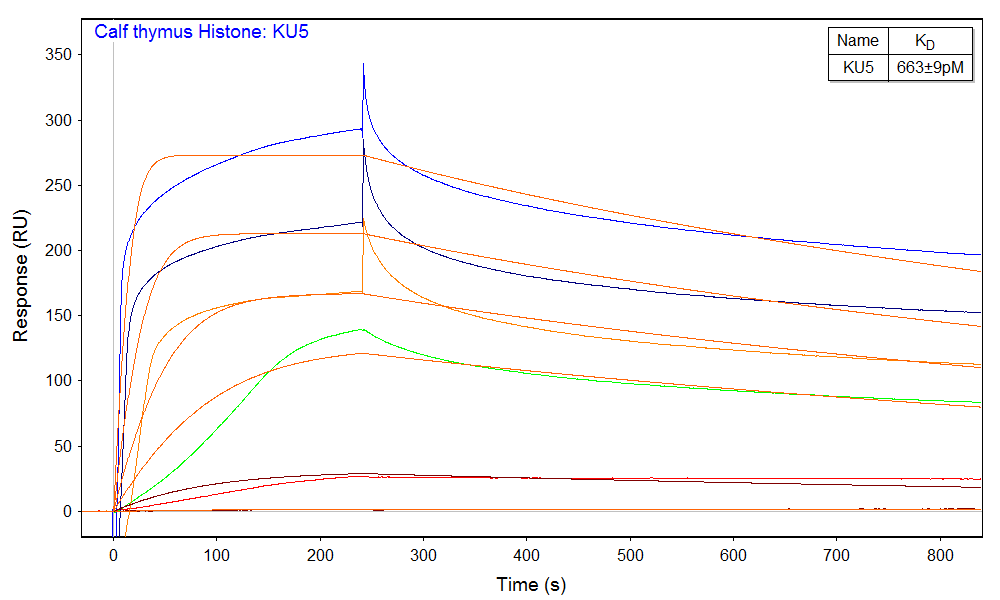 Calf thymus Histone: KU5
Name KD
KU5 663±9pM
350
300
250
200
150
100
50
0
Response (RU)
0 100 200 300 400 500 600 700 800
Time (s)